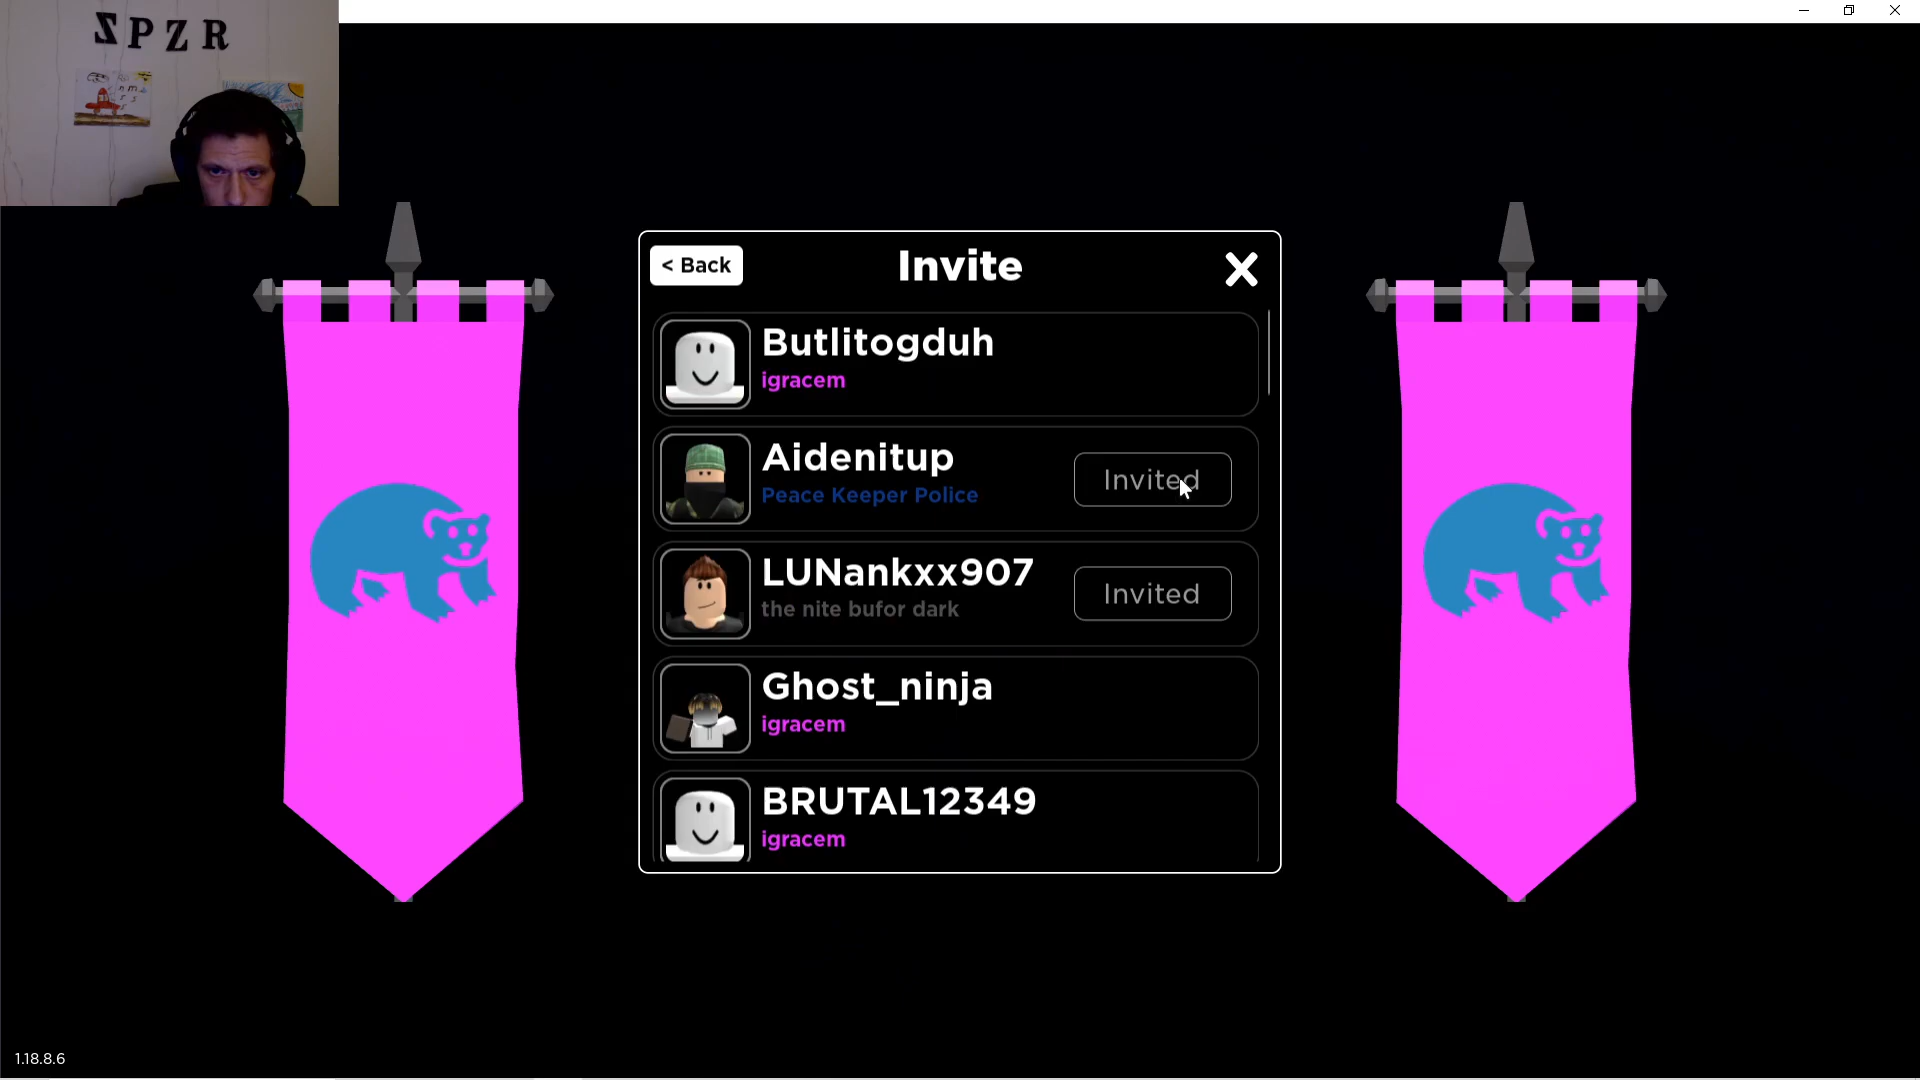 SPZR
< Back
Invite
Butlitogduh
igracem
Aidenitup
Peace Keeper Police
Invited
LUNankxx907
the nite bufor dark
Invited
Ghost_ninja
igracem
BRUTAL12349
igracem
1.18.8.6